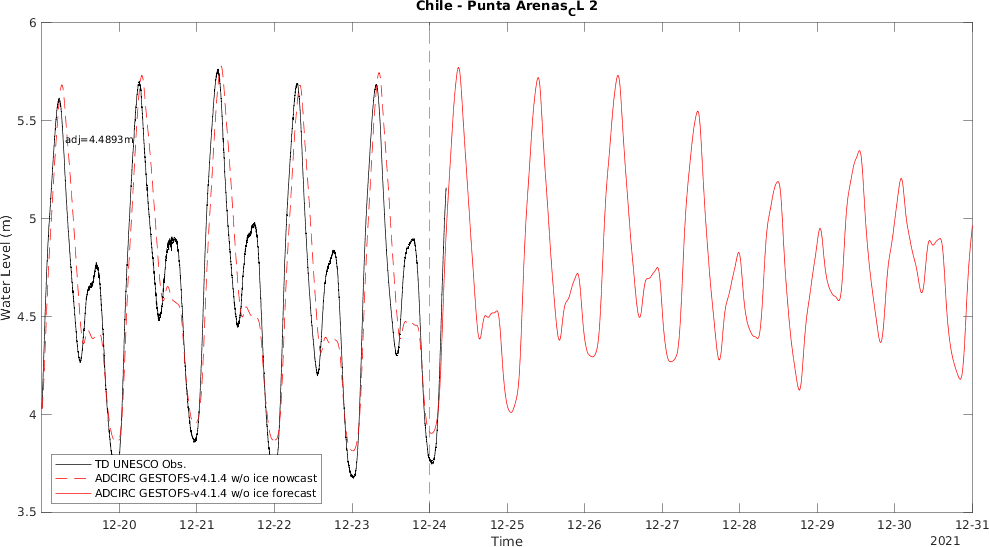 Chile - Punta Arenas_CL 2
Water Level (m)
6
5.5
5
4.5
4
3.5
adj=4.4893m
TD UNESCO Obs.
ADCIRC GESTOFS-v4.1.4 w/o ice nowcast
ADCIRC GESTOFS-v4.1.4 w/o ice forecast
12-20 12-21 12-22 12-23 12-24 12-25 12-26 12-27 12-28 12-29 12-30 12-31
Time
2021